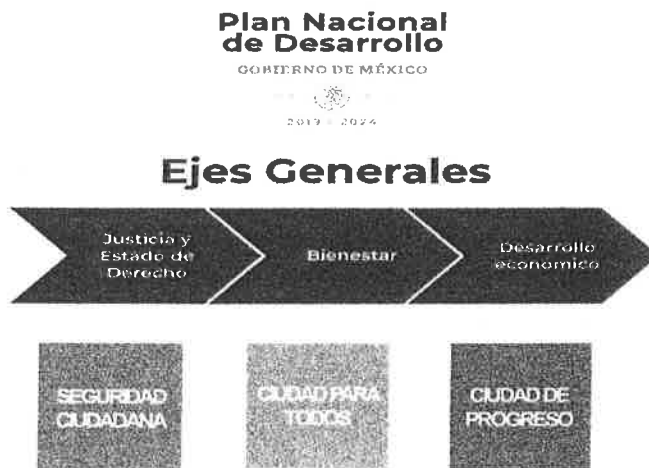 Plan Nacional
de Desarrollo
GOBIERNO DE MÉXICO
2019 - 2024
Ejes Generales
Justicia y
Estado de
Derecho
Bienestar
Desarrollo
económico
SEGURIDAD
CIUDADANA
CIUDAD PARA
TODOS
CIUDAD DE
PROGRESO